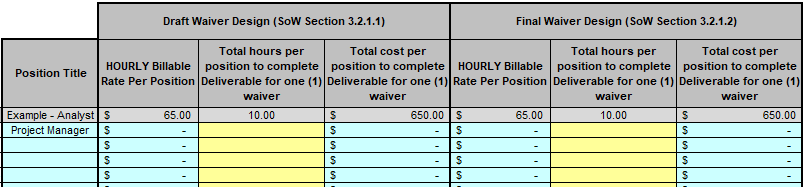 Draft Waiver Design (SoW Section 3.2.1.1) Final Waiver Design (SoW Section 3.2.1.2)
Position Title
HOURLY Billable
Rate Per Position
Total hours per
position to complete
Deliverable for one (1)
waiver
Total cost per
position to complete
Deliverable for one (1)
waiver
HOURLY Billable
Rate Per Position
Total hours per
position to complete
Deliverable for one (1)
waiver
Total cost per
position to complete
Deliverable for one (1)
waiver
Example - Analyst $ 65.00 10.00 $ 650.00 $ 65.00 10.00 $ 650.00
Project Manager $ - $ - $ - $ -
$ - $ - $ - $ -
$ - $ - $ - $ -
$ - $ - $ - $ -